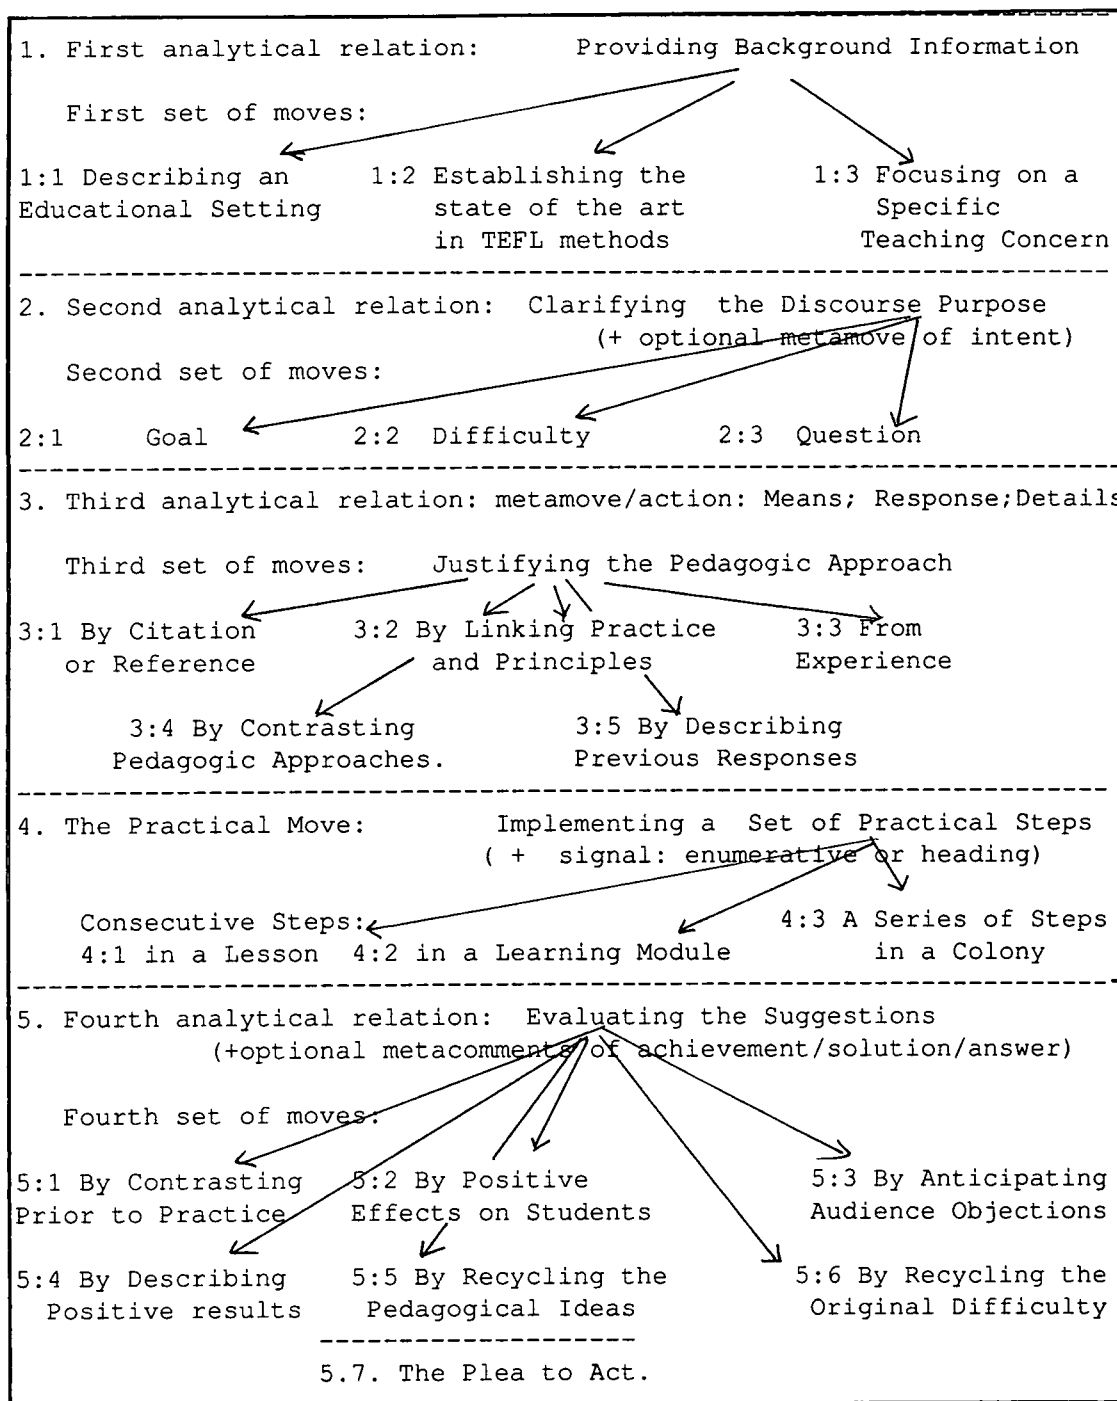 1. First analytical relation: Providing Background Information
First set of moves:
1:1 Describing an Educational Setting
1:2 Establishing the state of the art in TEFL methods
1:3 Focusing on a Specific Teaching Concern
2. Second analytical relation: Clarifying the Discourse Purpose
(+ optional metamove of intent)
Second set of moves:
2:1 Goal 2:2 Difficulty 2:3 Question
3. Third analytical relation: metamove/action: Means; Response;Details
Third set of moves: Justifying the Pedagogic Approach
3:1 By Citation or Reference
3:2 By Linking Practice and Principles
3:3 From Experience
3:4 By Contrasting Pedagogic Approaches.
3:5 By Describing Previous Responses
4. The Practical Move: Implementing a Set of Practical Steps
( + signal: enumerative or heading)
Consecutive Steps:
4:1 in a Lesson 4:2 in a Learning Module
4:3 A Series of Steps in a Colony
5. Fourth analytical relation: Evaluating the Suggestions
(+optional metacomments of achievement/solution/answer)
Fourth set of moves:
5:1 By Contrasting Prior to Practice
5:2 By Positive Effects on Students
5:3 By Anticipating Audience Objections
5:4 By Describing Positive results
5:5 By Recycling the Pedagogical Ideas
5:6 By Recycling the Original Difficulty
5.7. The Plea to Act.